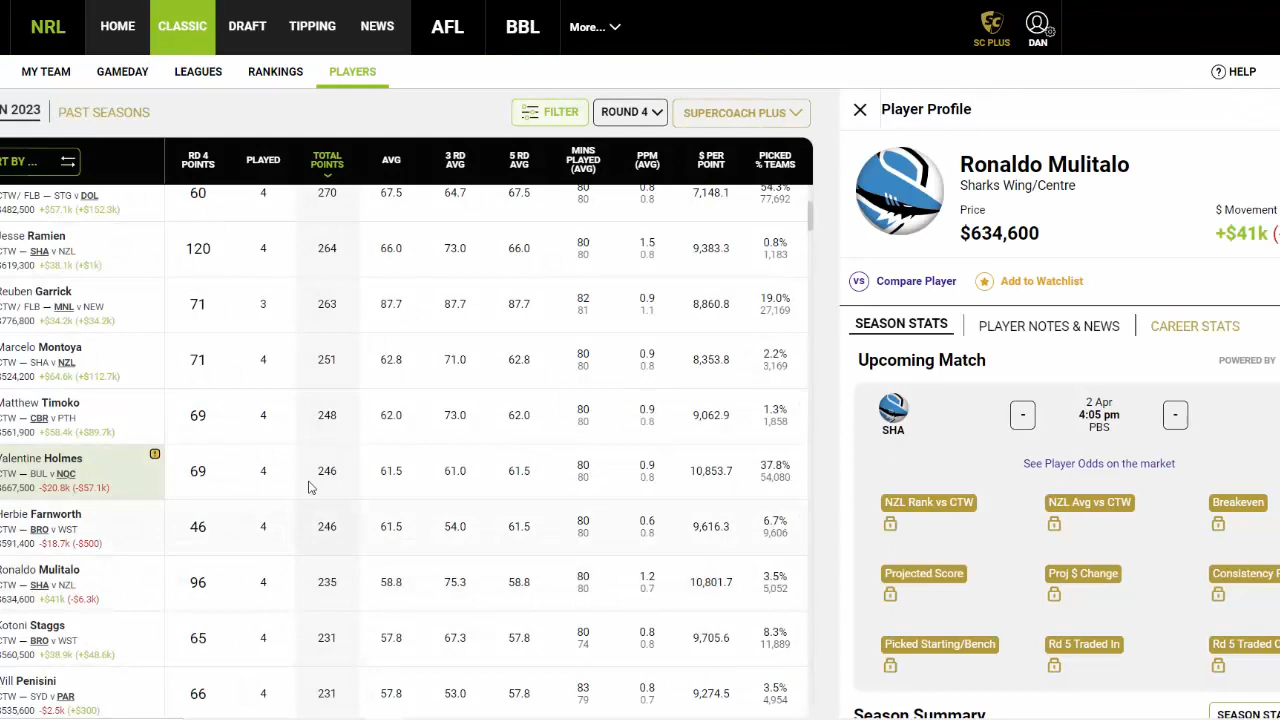 NRL HOME CLASSIC DRAFT TIPPING NEWS AFL BBL More... SC PLUS DAN
MY TEAM GAMEDAY LEAGUES RANKINGS PLAYERS ? HELP
N 2023 PAST SEASONS FILTER ROUND 4 SUPERCOACH PLUS
RT BY ... RD 4 POINTS PLAYED TOTAL POINTS AVG 3 RD AVG 5 RD AVG MINS PLAYED (AVG) PPM (AVG) $ PER POINT PICKED % TEAMS
CTW/ FLB — STG v DOL 60 4 270 67.5 64.7 67.5 80 0.8 7,148.1 54.3%
$482,500 +$57.1k (+$152.3k) 80 0.8 77,692
Jesse Ramien
CTW — SHA v NZL 120 4 264 66.0 73.0 66.0 80 1.5 9,383.3 0.8%
$619,300 +$38.1k (+$1k) 80 0.8 1,183
Reuben Garrick
CTW/ FLB — MNL v NEW 71 3 263 87.7 87.7 87.7 82 0.9 8,860.8 19.0%
$776,800 +$34.2k (+$34.2k) 81 1.1 27,169
Marcelo Montoya
CTW — SHA v NZL 71 4 251 62.8 71.0 62.8 80 0.9 8,353.8 2.2%
$524,200 +$64.6k (+$112.7k) 80 0.8 3,169
Matthew Timoko
CTW — CBR v PTH 69 4 248 62.0 73.0 62.0 80 0.9 9,062.9 1.3%
$561,900 +$58.4k (+$89.7k) 80 0.8 1,858
Valentine Holmes
CTW — BUL v NQC 69 4 246 61.5 61.0 61.5 80 0.9 10,853.7 37.8%
$667,500 -$20.8k (-$57.1k) 80 0.8 54,080
Herbie Farnworth
CTW — BRO v WST 46 4 246 61.5 54.0 61.5 80 0.6 9,616.3 6.7%
$591,400 -$18.7k (-$500) 80 0.8 9,606
Ronaldo Mulitalo
CTW — SHA v NZL 96 4 235 58.8 75.3 58.8 80 1.2 10,801.7 3.5%
$634,600 +$41k (-$6.3k) 80 0.7 5,052
Kotoni Staggs
CTW — BRO v WST 65 4 231 57.8 67.3 57.8 80 0.8 9,705.6 8.3%
$560,500 +$38.9k (+$48.6k) 74 0.8 11,889
Will Penisini
CTW — SYD v PAR 66 4 231 57.8 53.0 57.8 83 0.8 9,274.5 3.5%
$535,600 -$2.5k (+$300) 79 0.7 4,954
Player Profile
Ronaldo Mulitalo
Sharks Wing/Centre
Price $ Movement
$634,600 +$41k (
VS Compare Player Add to Watchlist
SEASON STATS PLAYER NOTES & NEWS CAREER STATS
Upcoming Match POWERED BY
SHA - 2 Apr -
4:05 pm
PBS
See Player Odds on the market
NZL Rank vs CTW NZL Avg vs CTW Breakeven
Projected Score Proj $ Change Consistency
Picked Starting/Bench Rd 5 Traded In Rd 5 Traded
Season Summary SEASON STA